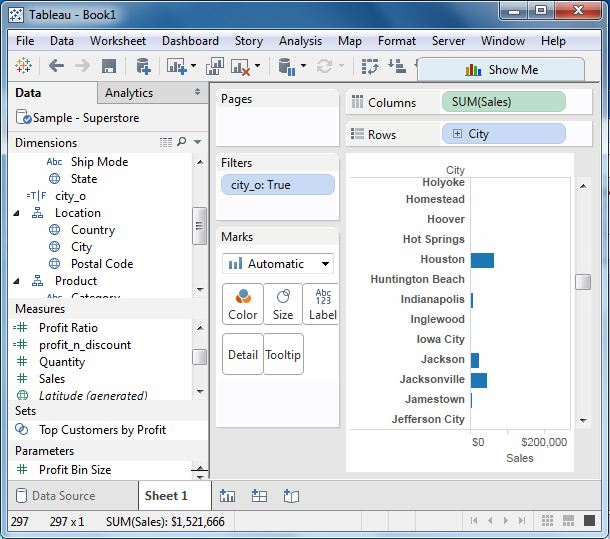 Tableau - Book1
File Data Worksheet Dashboard Story Analysis Map Format Server Window Help
Show Me
Data Analytics
Sample - Superstore
Dimensions
Abc Ship Mode
State
=T|F city_o
Location
Country
City
Postal Code
Product
Abc Category
Measures
Profit Ratio
profit_n_discount
Quantity
Sales
Latitude (generated)
Sets
Top Customers by Profit
Parameters
Profit Bin Size
Pages
Filters
city_o: True
Marks
Automatic
Color
Size
Abc
123
Label
Detail
Tooltip
Columns SUM(Sales)
Rows City
City
Holyoke
Homestead
Hoover
Hot Springs
Houston
Huntington Beach
Indianapolis
Inglewood
Iowa City
Jackson
Jacksonville
Jamestown
Jefferson City
$0 $200,000
Sales
Data Source Sheet 1
297 297 x 1 SUM(Sales): $1,521,666